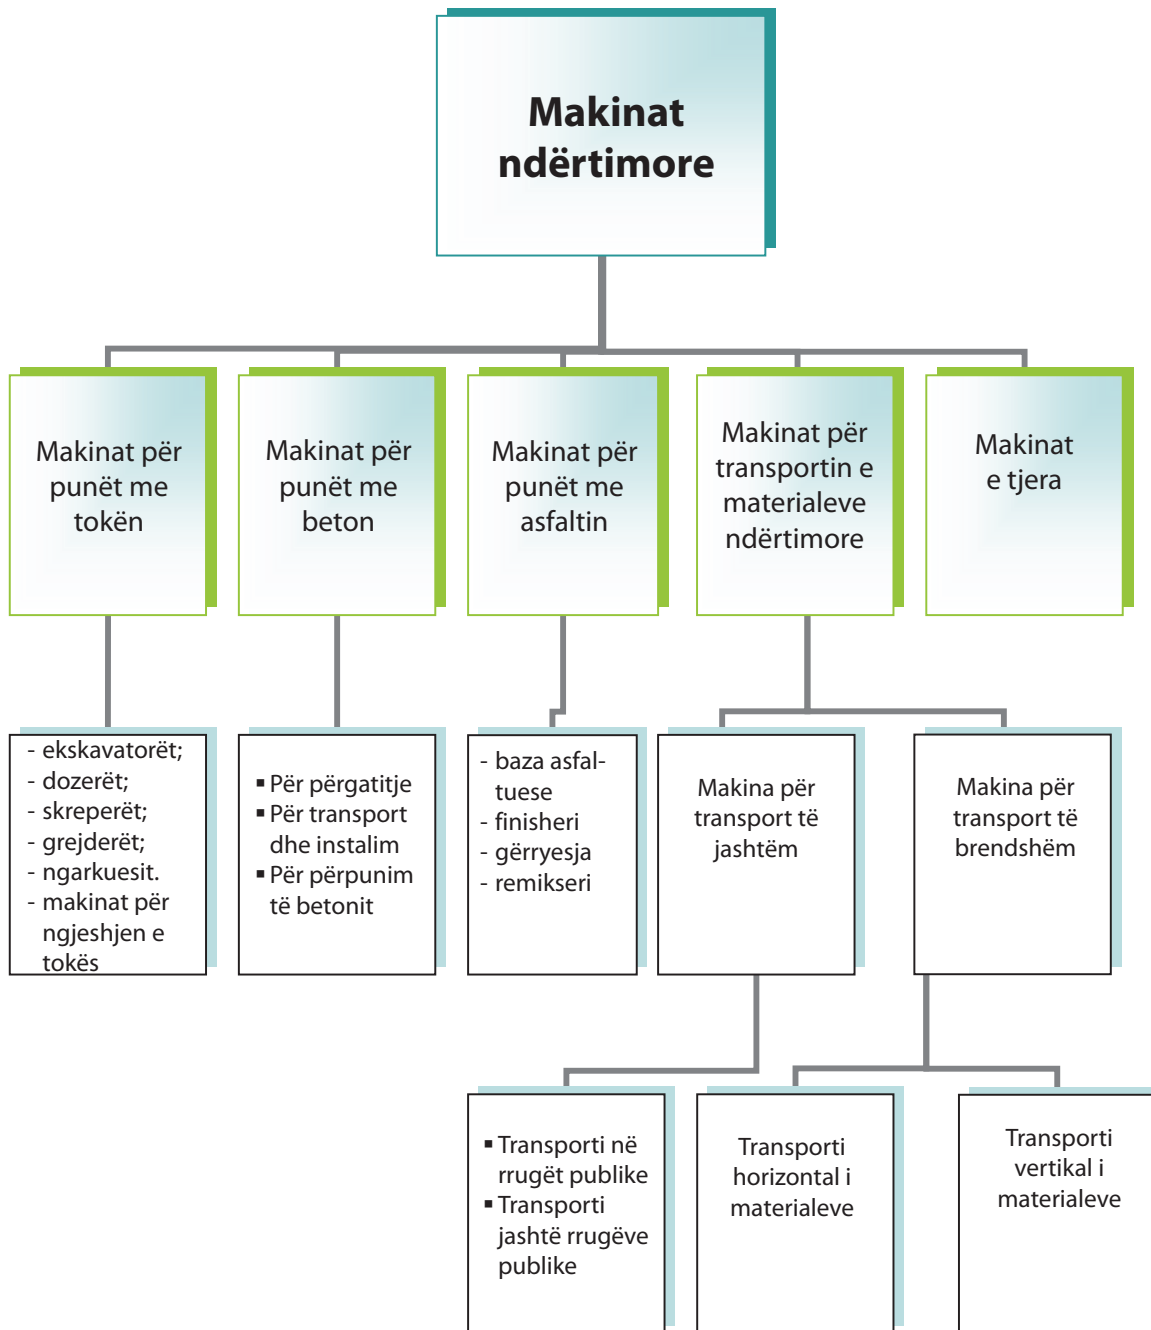 Makinat
ndërtimore
Makinat për
punët me
tokën
Makinat për
punët me
beton
Makinat për
punët me
asfaltin
Makinat për
transportin e
materialeve
ndërtimore
Makinat
e tjera
- ekskavatorët;
- dozerët;
- skreperët;
- grejderët;
- ngarkuesit.
- makinat për
ngjeshjen e
tokës
▪ Për përgatitje
▪ Për transport
dhe instalim
▪ Për përpunim
të betonit
- baza asfal-
tuese
- finisheri
- gërryesja
- remikseri
Makina për
transport të
jashtëm
Makina për
transport të
brendshëm
▪ Transporti në
rrugët publike
▪ Transporti
jashtë rrugëve
publike
Transporti
horizontal i
materialeve
Transporti
vertikal i
materialeve